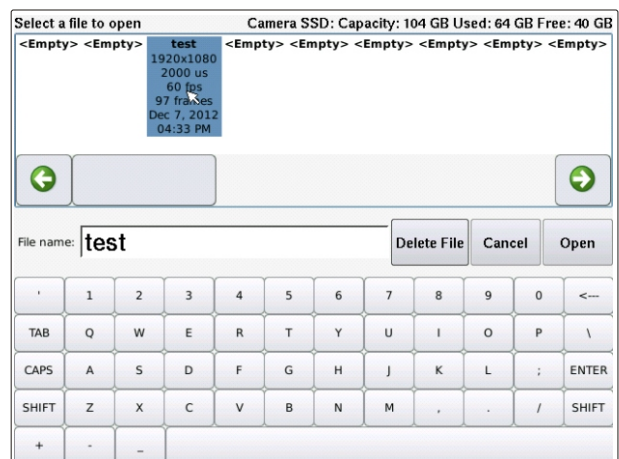 Select a file to open Camera SSD: Capacity: 104 GB Used: 64 GB Free: 40 GB
<Empty> <Empty> test <Empty> <Empty> <Empty> <Empty> <Empty> <Empty>
1920x1080
2000 us
60 fps
97 frames
Dec 7, 2012
04:33 PM
File name: test Delete File Cancel Open
' 1 2 3 4 5 6 7 8 9 0 <---
TAB Q W E R T Y U I O P \
CAPS A S D F G H J K L ; ENTER
SHIFT Z X C V B N M , . / SHIFT
+ - _